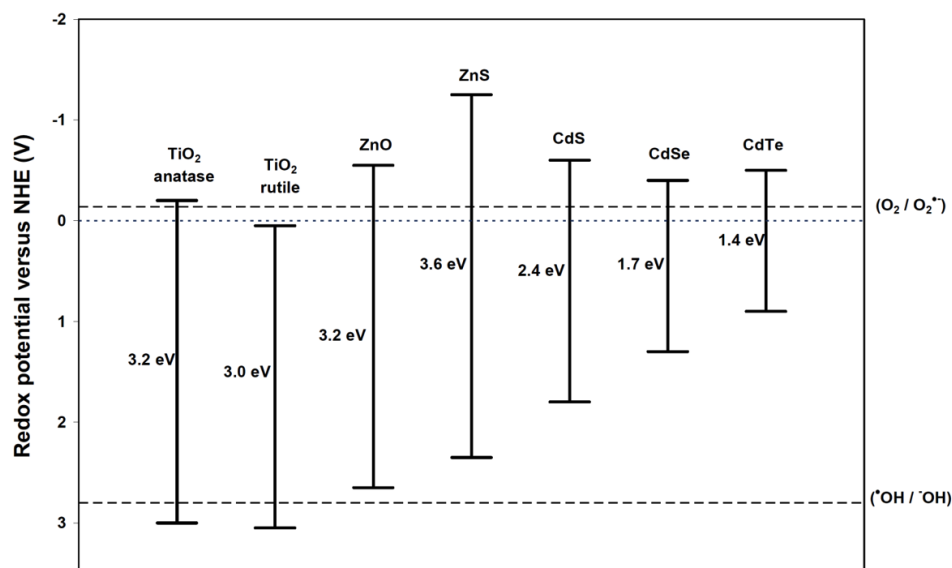 Redox potential versus NHE (V)
-2
-1
0
1
2
3
TiO₂
anatase
TiO₂
rutile
ZnO
ZnS
CdS
CdSe
CdTe
3.2 eV
3.0 eV
3.2 eV
3.6 eV
2.4 eV
1.7 eV
1.4 eV
(O₂ / O₂•⁻)
(•OH / ⁻OH)